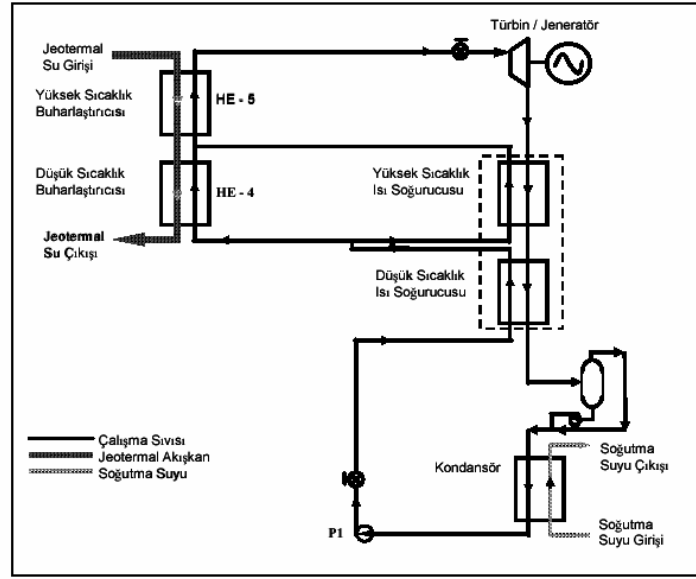 Türbin / Jeneratör
Jeotermal
Su Girişi
Yüksek Sıcaklık
Buharlaştırıcısı
HE - 5
Düşük Sıcaklık
Buharlaştırıcısı
HE - 4
Yüksek Sıcaklık
Isı Soğurucusu
Jeotermal
Su Çıkışı
Düşük Sıcaklık
Isı Soğurucusu
Çalışma Sıvısı
Jeotermal Akışkan
Soğutma Suyu
Kondansör
Soğutma
Suyu Çıkışı
P1
Soğutma
Suyu Girişi